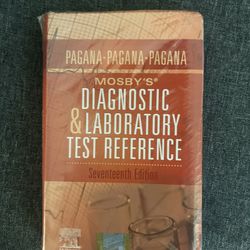 PAGANA-PAGANA-PAGANA
MOSBY'S®
DIAGNOSTIC
& LABORATORY
TEST REFERENCE
Seventeenth Edition